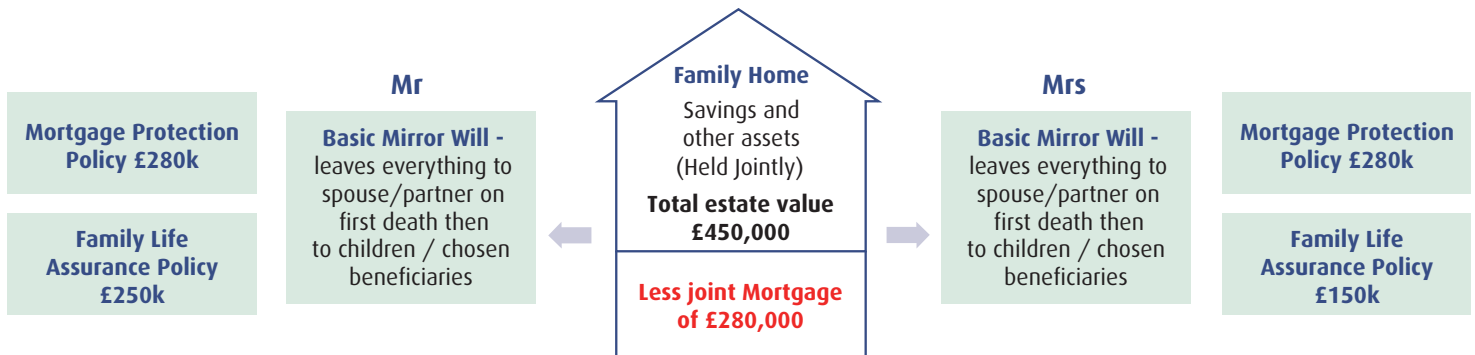 Mr
Mortgage Protection
Policy £280k
Family Life
Assurance Policy
£250k
Basic Mirror Will -
leaves everything to
spouse/partner on
first death then
to children / chosen
beneficiaries
Family Home
Savings and
other assets
(Held Jointly)
Total estate value
£450,000
Less joint Mortgage
of £280,000
Mrs
Basic Mirror Will -
leaves everything to
spouse/partner on
first death then
to children / chosen
beneficiaries
Mortgage Protection
Policy £280k
Family Life
Assurance Policy
£150k